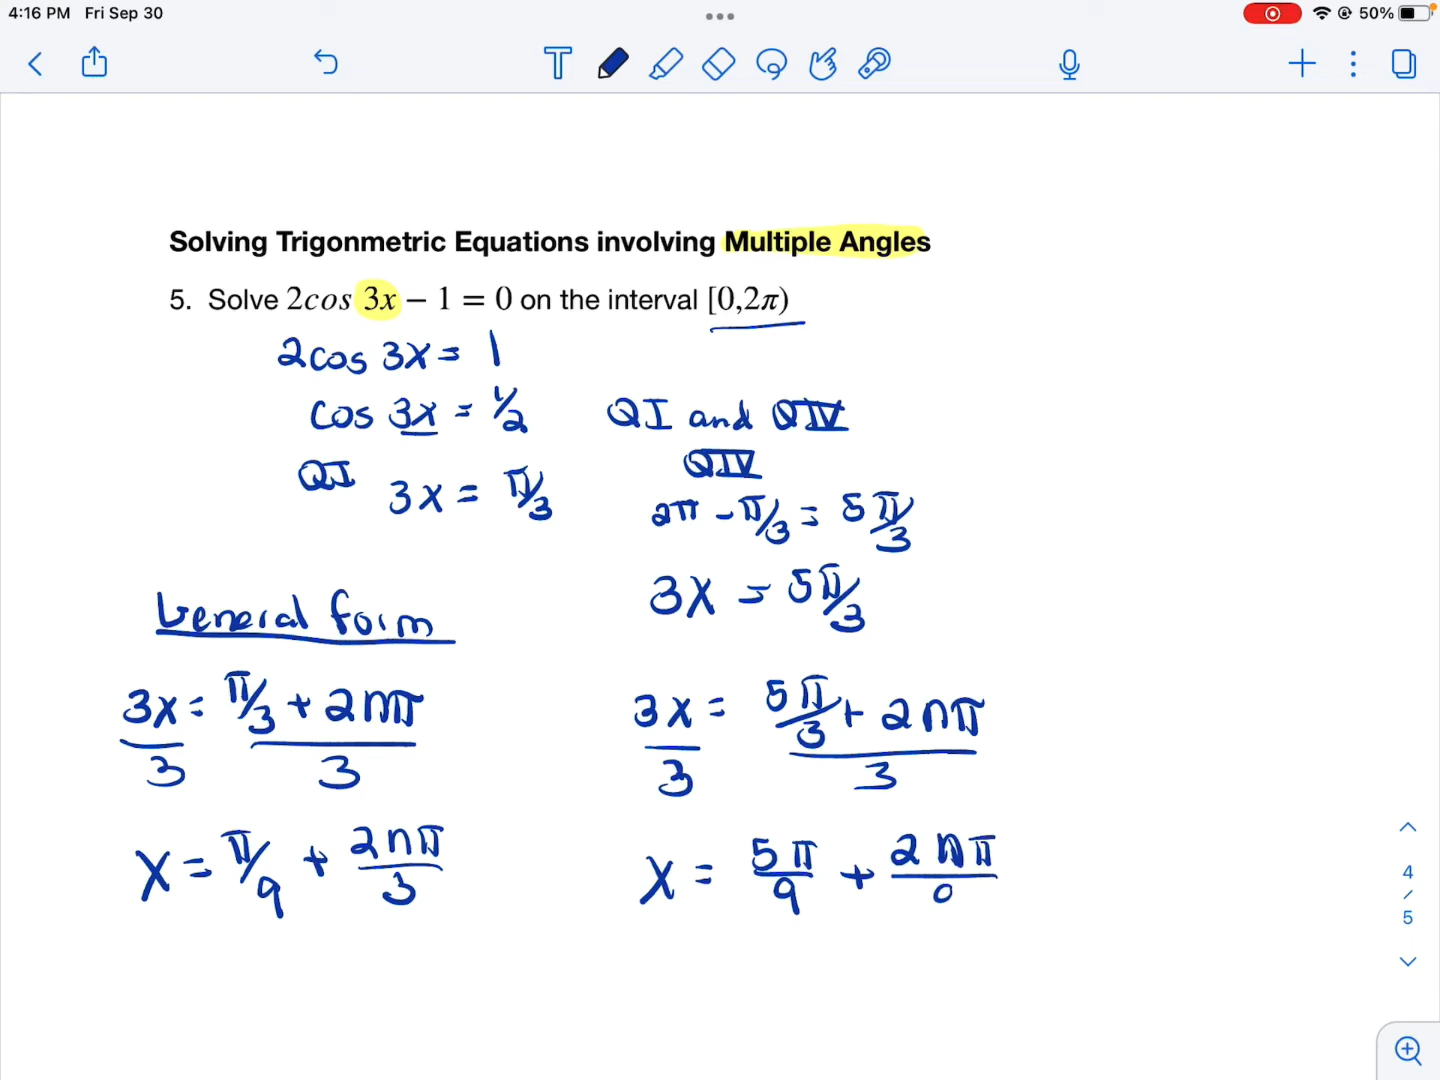 4:16 PM Fri Sep 30
50%
Solving Trigonmetric Equations involving Multiple Angles
5. Solve 2cos 3x − 1 = 0 on the interval [0,2π)
2cos 3x = 1
cos 3x = 1/2 QI and QIV
QI 3x = π/3
QIV
2π - π/3 = 5π/3
3x = 5π/3
General form
3x/3 = (π/3 + 2nπ)/3
3x/3 = (5π/3 + 2nπ)/3
x = π/9 + 2nπ/3
x = 5π/9 + 2nπ/
4
/
5